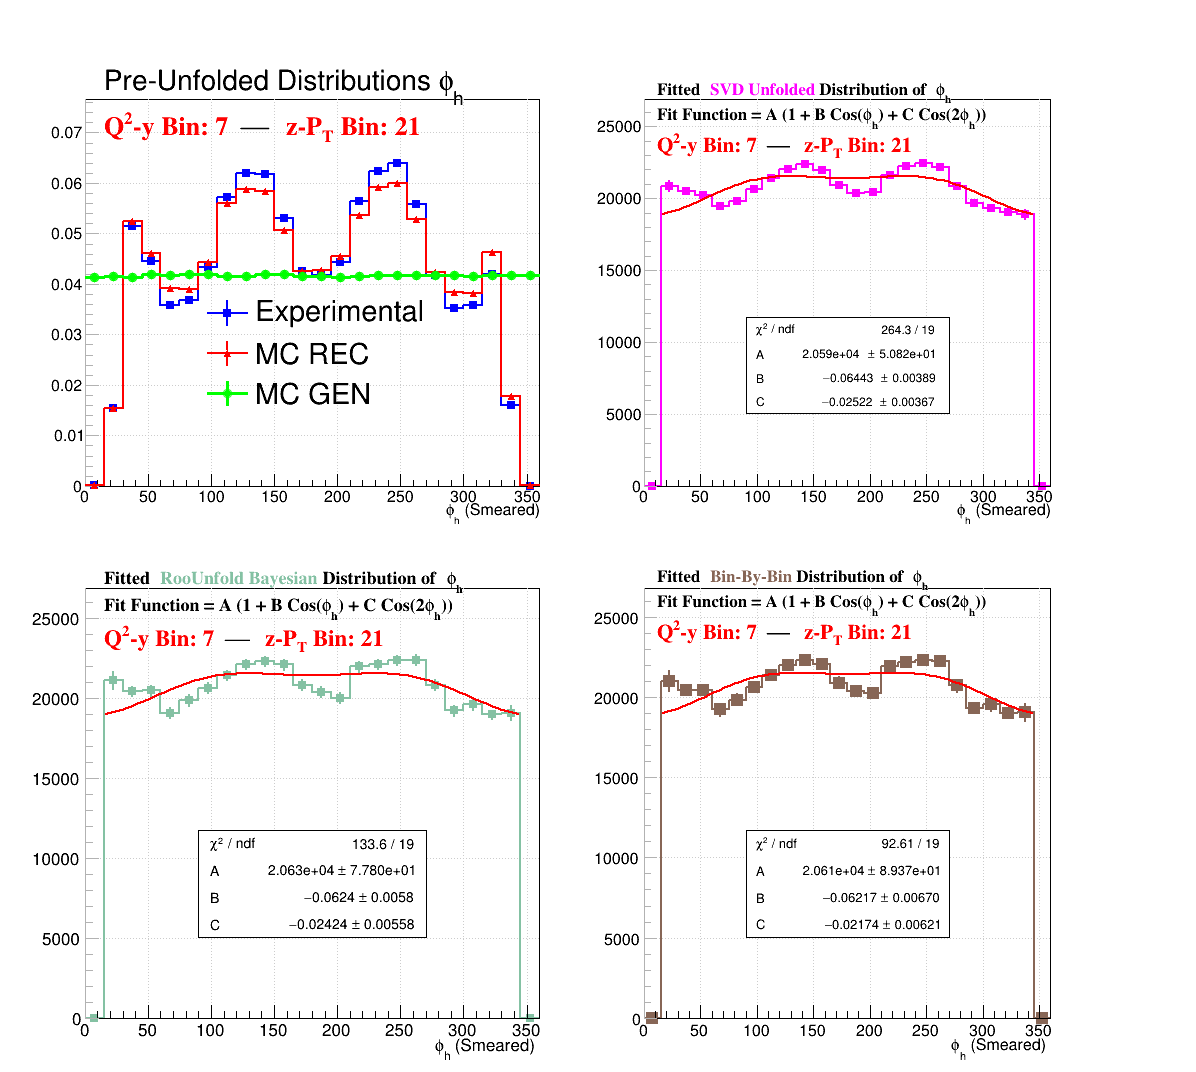 Pre-Unfolded Distributions ϕh
Q²-y Bin: 7 — z-PT Bin: 21
0.07
0.06
0.05
0.04
0.03
0.02
0.01
0
Experimental
MC REC
MC GEN
0 50 100 150 200 250 300 350
ϕh (Smeared)
Fitted SVD Unfolded Distribution of ϕh
Fit Function = A (1 + B Cos(ϕh) + C Cos(2ϕh))
Q²-y Bin: 7 — z-PT Bin: 21
25000
20000
15000
10000
5000
0
χ² / ndf 264.3 / 19
A 2.059e+04 ± 5.082e+01
B −0.06443 ± 0.00389
C −0.02522 ± 0.00367
0 50 100 150 200 250 300 350
ϕh (Smeared)
Fitted RooUnfold Bayesian Distribution of ϕh
Fit Function = A (1 + B Cos(ϕh) + C Cos(2ϕh))
Q²-y Bin: 7 — z-PT Bin: 21
25000
20000
15000
10000
5000
0
χ² / ndf 133.6 / 19
A 2.063e+04 ± 7.780e+01
B −0.0624 ± 0.0058
C −0.02424 ± 0.00558
0 50 100 150 200 250 300 350
ϕh (Smeared)
Fitted Bin-By-Bin Distribution of ϕh
Fit Function = A (1 + B Cos(ϕh) + C Cos(2ϕh))
Q²-y Bin: 7 — z-PT Bin: 21
25000
20000
15000
10000
5000
0
χ² / ndf 92.61 / 19
A 2.061e+04 ± 8.937e+01
B −0.06217 ± 0.00670
C −0.02174 ± 0.00621
0 50 100 150 200 250 300 350
ϕh (Smeared)